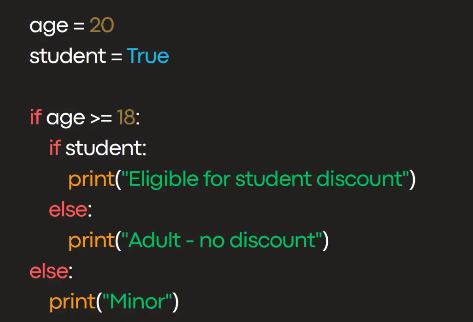 age = 20
student = True

if age >= 18:
    if student:
        print("Eligible for student discount")
    else:
        print("Adult - no discount")
else:
    print("Minor")